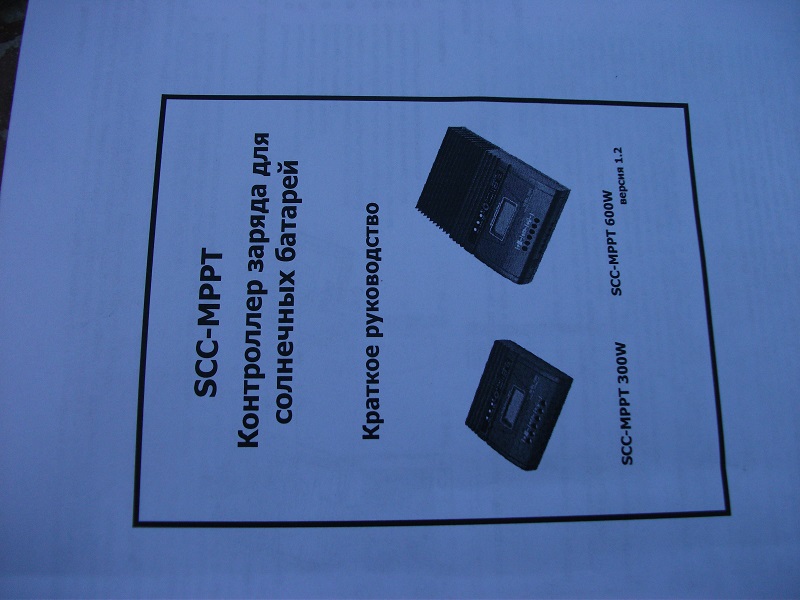 SCC-MPPT
Контроллер заряда для
солнечных батарей
Краткое руководство
SCC-MPPT 300W
SCC-MPPT 600W
версия 1.2